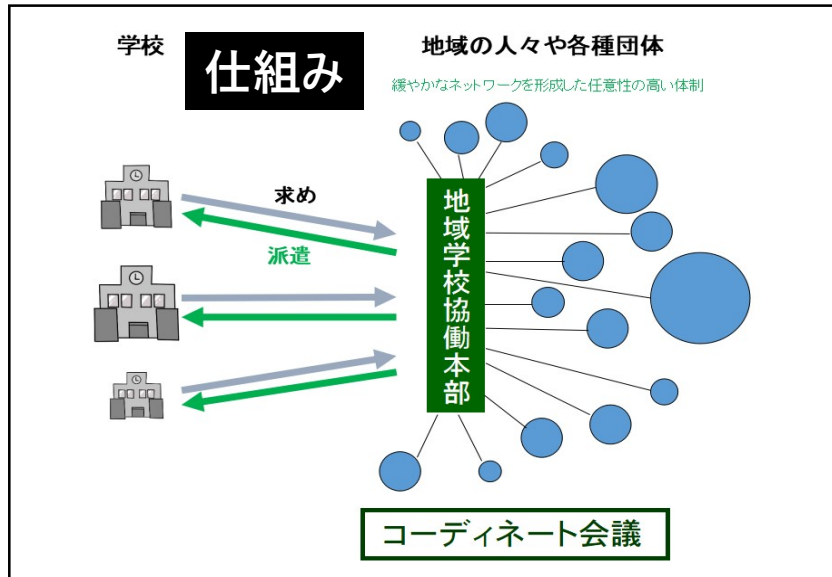 学校
仕組み
地域の人々や各種団体
緩やかなネットワークを形成した任意性の高い体制
求め
派遣
地域学校協働本部
コーディネート会議